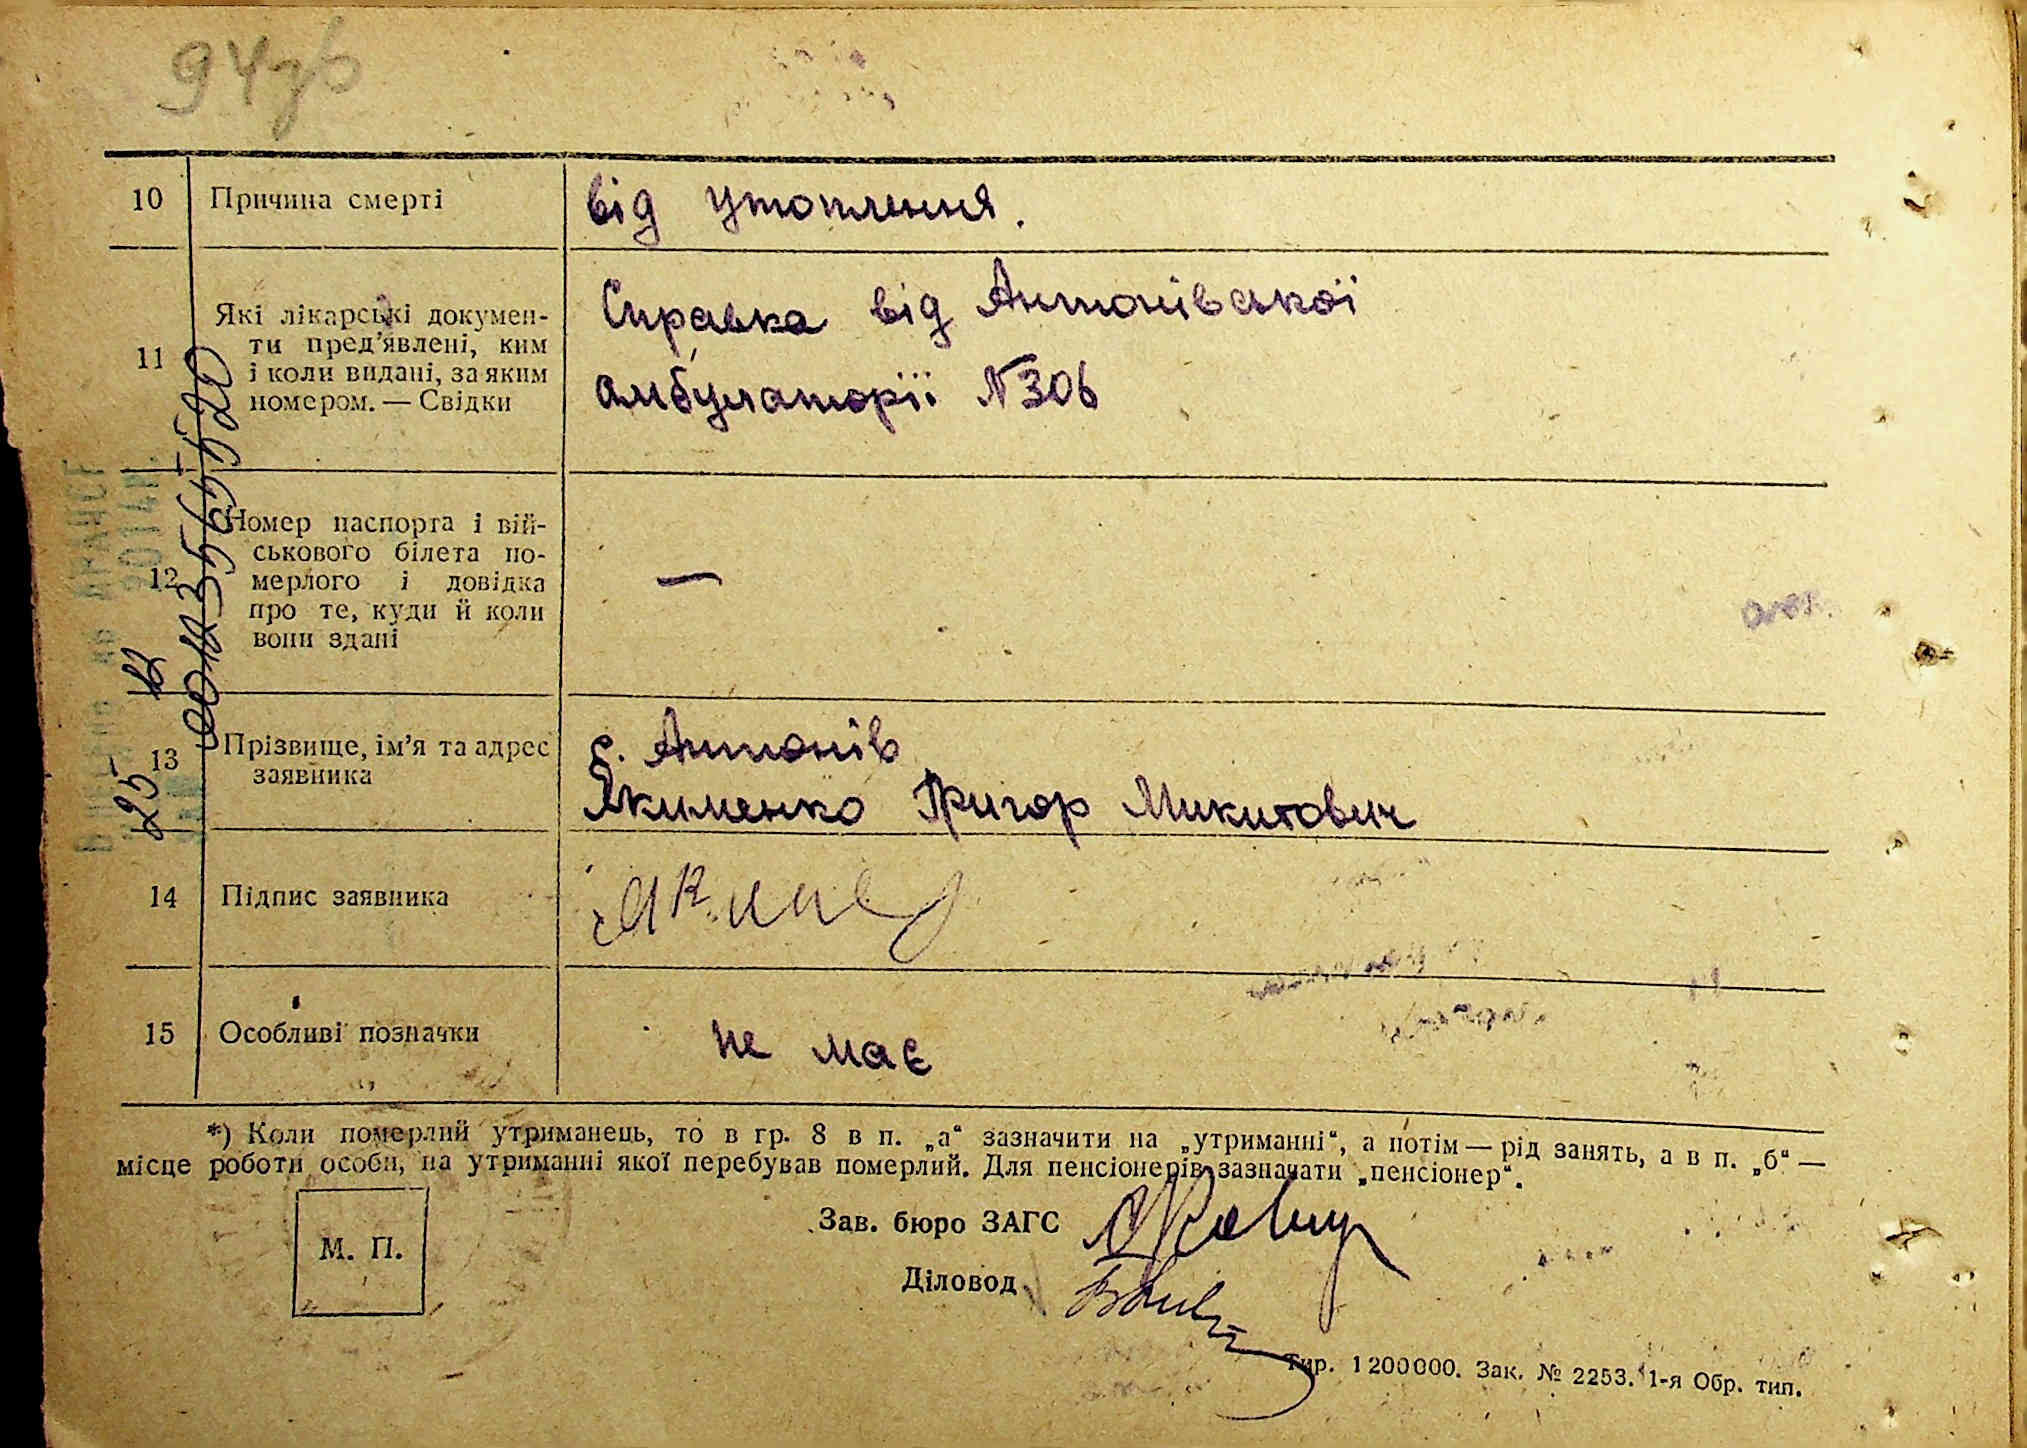 94зв
10 Причина смерті від утоплення.
11 Які лікарські докумен-
ти пред'явлені, ким
і коли видані, за яким
номером. — Свідки
Справка від Антонівської
амбулаторії №306
12 Номер паспорта і вій-
ськового білета по-
мерлого і довідка
про те, куди й коли
вони здані
—
13 Прізвище, ім'я та адрес
заявника
с. Антонів
Якименко Григор Микитович
14 Підпис заявника
15 Особливі позначки не має
*) Коли померлий утриманець, то в гр. 8 в п. „а“ зазначити на „утриманні“, а потім — рід занять, а в п. „б“ —
місце роботи особи, на утриманні якої перебував померлий. Для пенсіонерів зазначати „пенсіонер“.
М. П.
Зав. бюро ЗАГС
Діловод
Тир. 1200000. Зак. № 2253. 1-я Обр. тип.